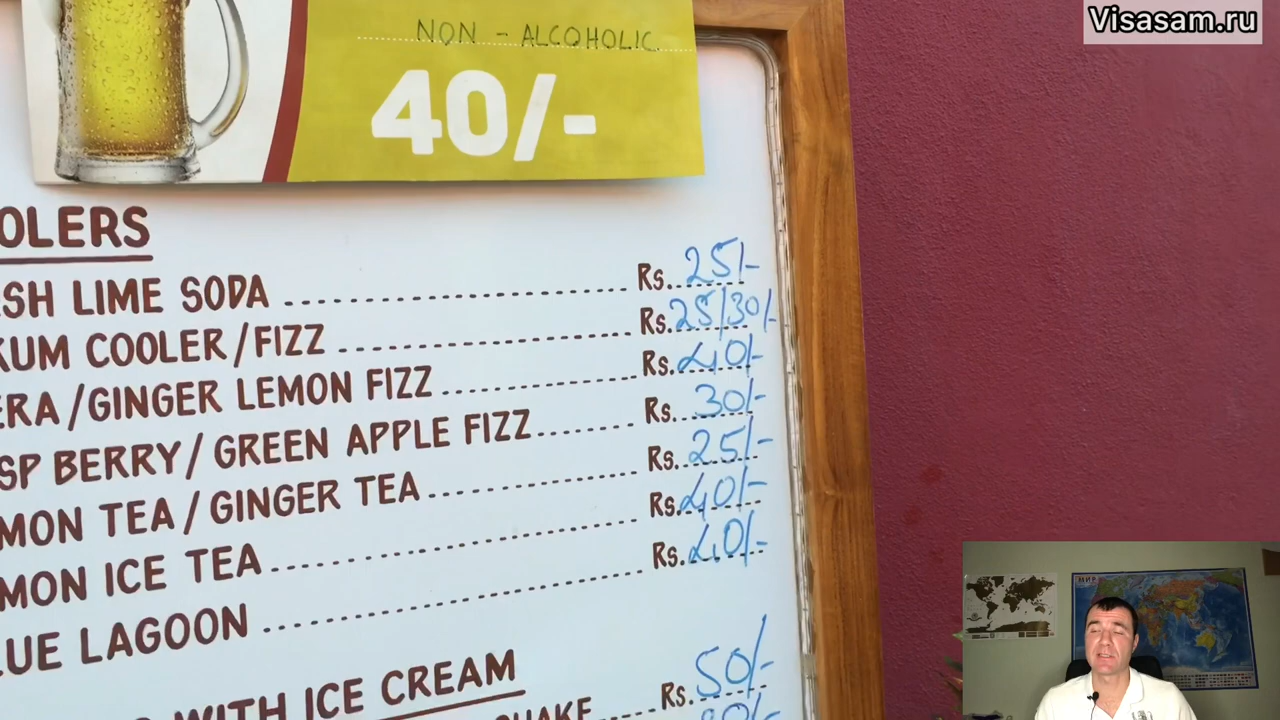 Visasam.ru
NON - ALCOHOLIC
40/-
OLERS
SH LIME SODA Rs. 25/-
KUM COOLER/FIZZ Rs. 25/30/-
ERA/GINGER LEMON FIZZ Rs. 40/-
SP BERRY/GREEN APPLE FIZZ Rs. 30/-
MON TEA/GINGER TEA Rs. 25/-
MON ICE TEA Rs. 40/-
LUE LAGOON Rs. 40/-
WITH ICE CREAM
Rs. 50/-
МИР